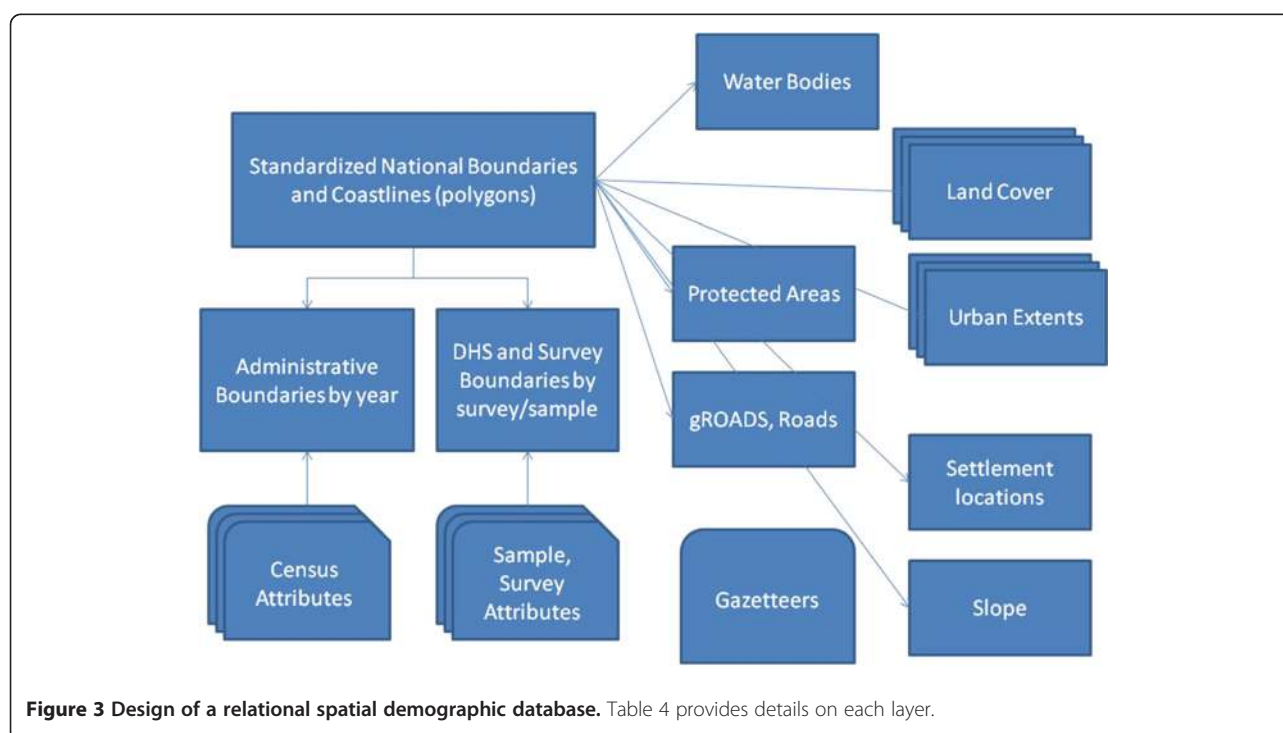 Water Bodies
Standardized National Boundaries
and Coastlines (polygons)
Land Cover
Protected Areas
Urban Extents
Administrative
Boundaries by year
DHS and Survey
Boundaries by
survey/sample
gROADS, Roads
Settlement
locations
Census
Attributes
Sample,
Survey
Attributes
Gazetteers
Slope
Figure 3 Design of a relational spatial demographic database. Table 4 provides details on each layer.